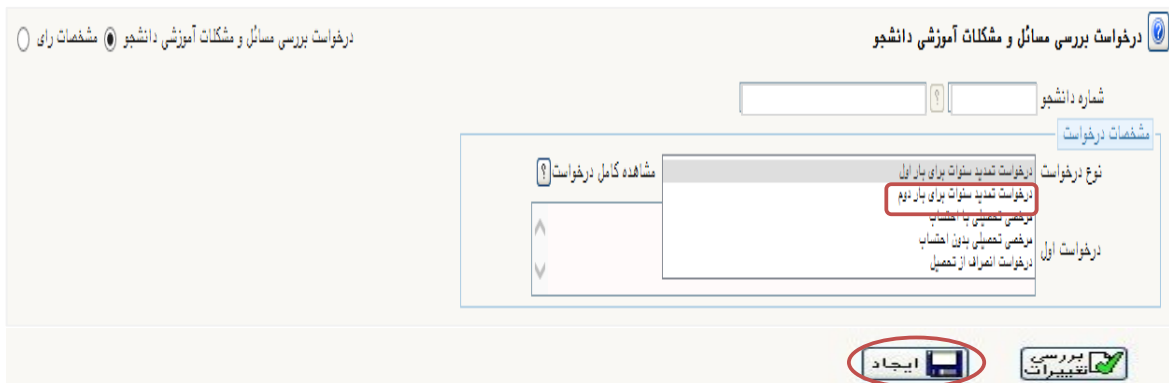 درخواست بررسی مسائل و مشکلات آموزشی دانشجو
درخواست بررسی مسائل و مشکلات آموزشی دانشجو مشخصات رای
شماره دانشجو
مشخصات درخواست
نوع درخواست درخواست تمدید سنوات برای بار اول مشاهده کامل درخواست
درخواست تمدید سنوات برای بار دوم
مرخصی تحصیلی با احتساب
مرخصی تحصیلی بدون احتساب
درخواست اول
درخواست انصراف از تحصیل
بررسی تغییرات
ایجاد